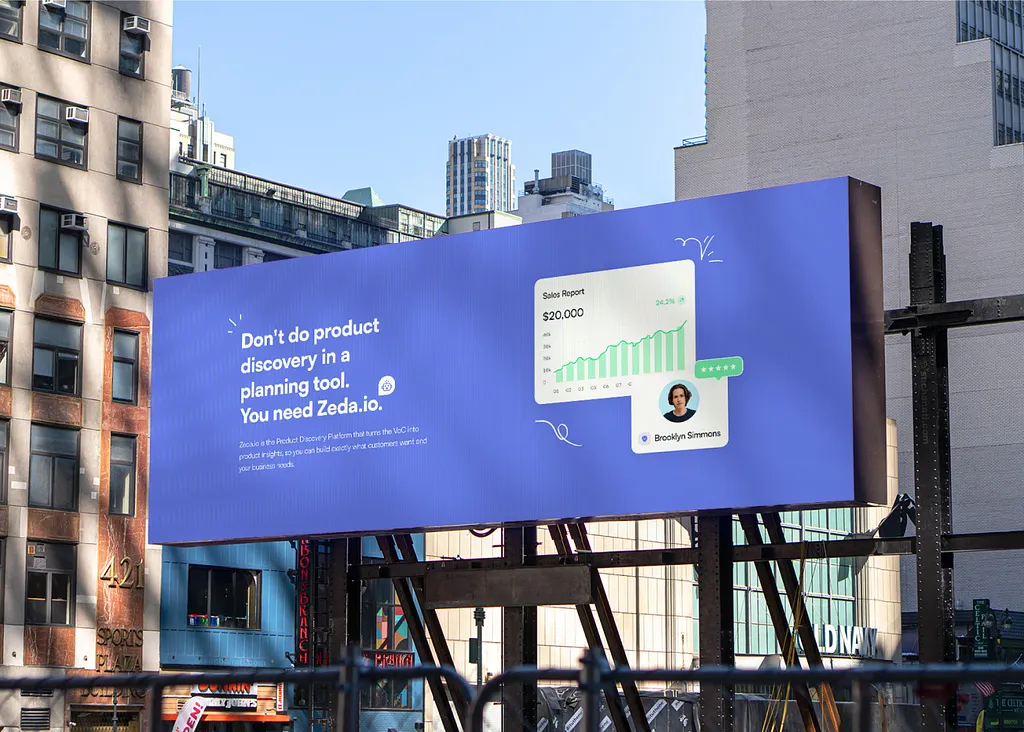 Don't do product
discovery in a
planning tool.
You need Zeda.io.
Zeda.io is the Product Discovery Platform that turns the VoC into
product insights, so you can build exactly what customers want and
your business needs.
Sales Report
24,2%
$20,000
Brooklyn Simmons
421
SPORTS
PLAZA
BUILDING
LD NAVY